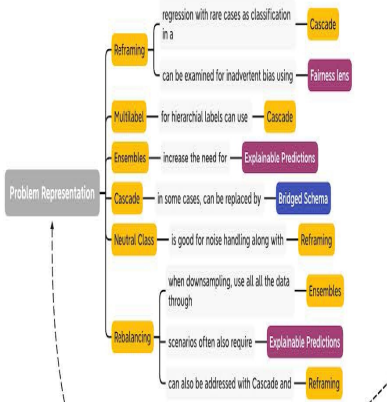 regression with rare cases as classification
in a
Cascade
Reframing
can be examined for inadvertent bias using
Fairness lens
Multilabel
for hierarchial labels can use
Cascade
Ensembles
increase the need for
Explainable Predictions
Problem Representation
Cascade
in some cases, can be replaced by
Bridged Schema
Neutral Class
is good for noise handling along with
Reframing
when downsampling, use all all the data
through
Ensembles
Rebalancing
scenarios often also require
Explainable Predictions
can also be addressed with Cascade and
Reframing